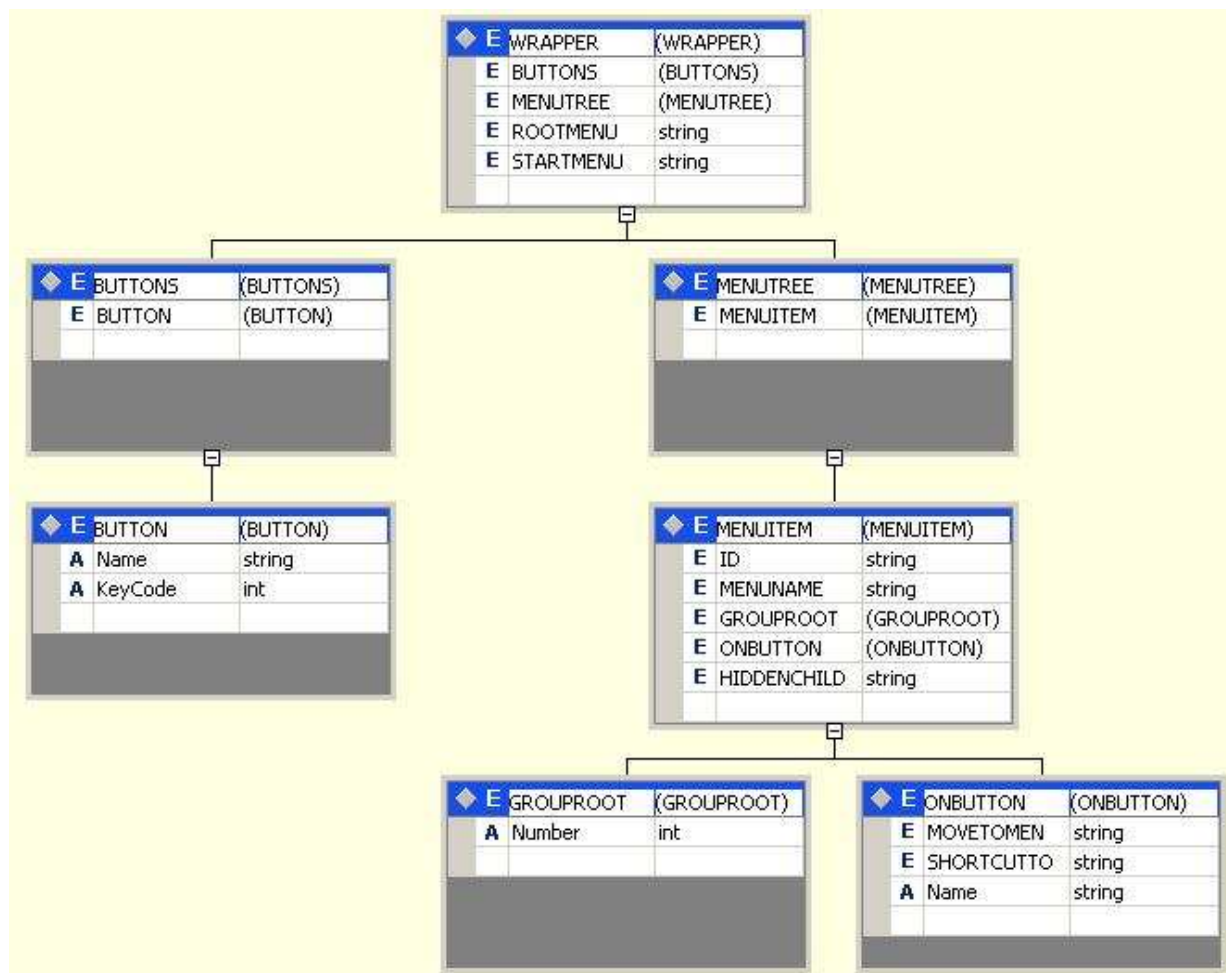 E WRAPPER (WRAPPER)
E BUTTONS (BUTTONS)
E MENUTREE (MENUTREE)
E ROOTMENU string
E STARTMENU string
E BUTTONS (BUTTONS)
E BUTTON (BUTTON)
E MENUTREE (MENUTREE)
E MENUITEM (MENUITEM)
E BUTTON (BUTTON)
A Name string
A KeyCode int
E MENUITEM (MENUITEM)
E ID string
E MENUNAME string
E GROUPROOT (GROUPROOT)
E ONBUTTON (ONBUTTON)
E HIDDENCHILD string
E GROUPROOT (GROUPROOT)
A Number int
E ONBUTTON (ONBUTTON)
E MOVETOMEN string
E SHORTCUTTO string
A Name string